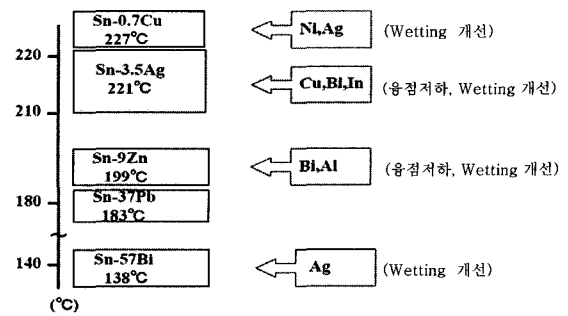 Sn-0.7Cu
227℃
Ni,Ag
(Wetting 개선)
220
Sn-3.5Ag
221℃
Cu,Bi,In
(융점저하, Wetting 개선)
210
Sn-9Zn
199℃
Bi,Al
(융점저하, Wetting 개선)
180
Sn-37Pb
183℃
140
Sn-57Bi
138℃
Ag
(Wetting 개선)
(℃)